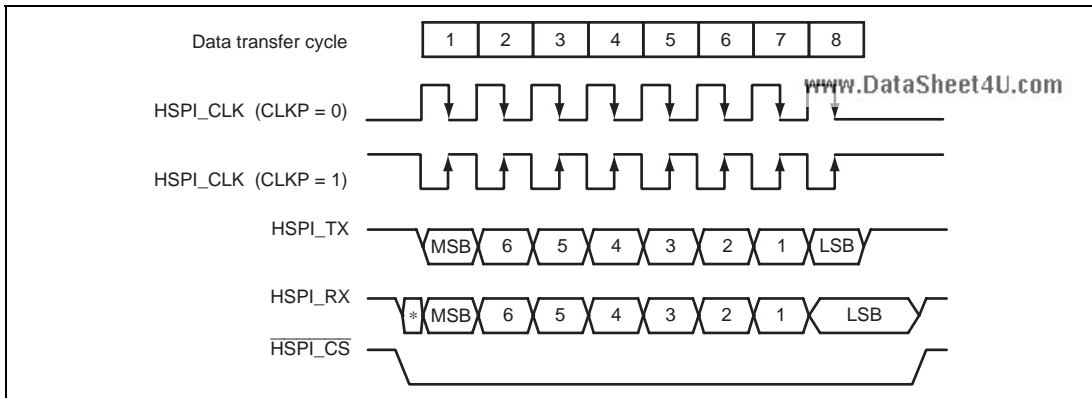 Data transfer cycle 1 2 3 4 5 6 7 8
www.DataSheet4U.com
HSPI_CLK (CLKP = 0)
HSPI_CLK (CLKP = 1)
HSPI_TX MSB 6 5 4 3 2 1 LSB
HSPI_RX * MSB 6 5 4 3 2 1 LSB
HSPI_CS